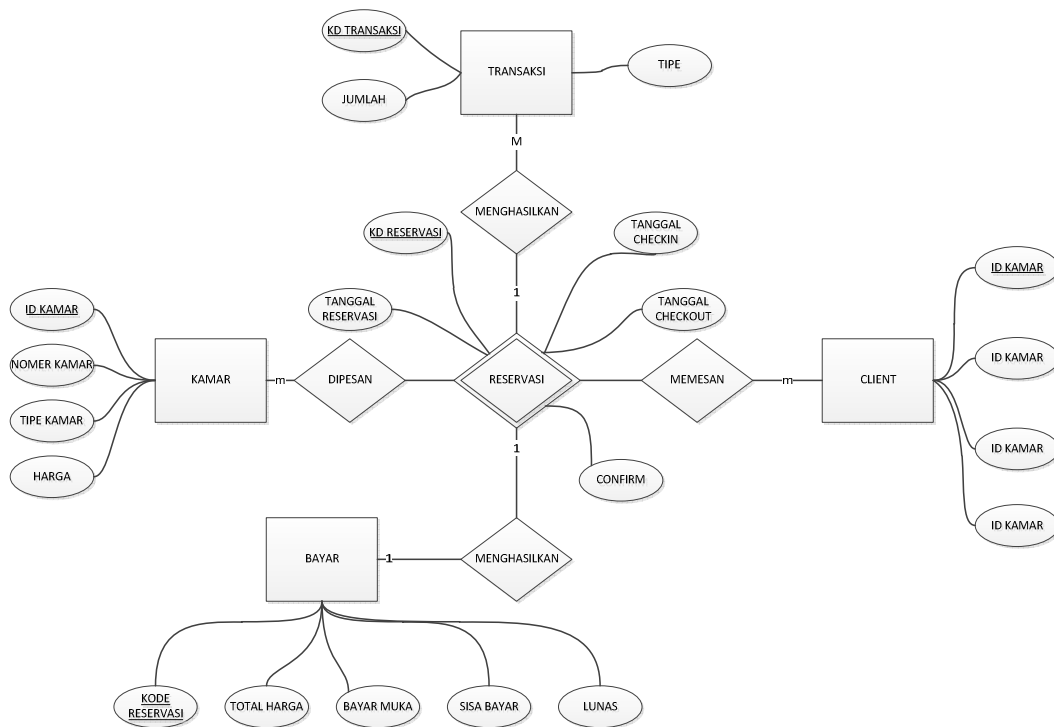 KD TRANSAKSI
TRANSAKSI
TIPE
JUMLAH
M
MENGHASILKAN
KD RESERVASI
TANGGAL
CHECKIN
ID KAMAR
1
ID KAMAR
TANGGAL
RESERVASI
TANGGAL
CHECKOUT
NOMER KAMAR
ID KAMAR
KAMAR
m
DIPESAN
RESERVASI
MEMESAN
m
CLIENT
TIPE KAMAR
ID KAMAR
1
HARGA
CONFIRM
ID KAMAR
BAYAR
1
MENGHASILKAN
KODE
RESERVASI
TOTAL HARGA
BAYAR MUKA
SISA BAYAR
LUNAS